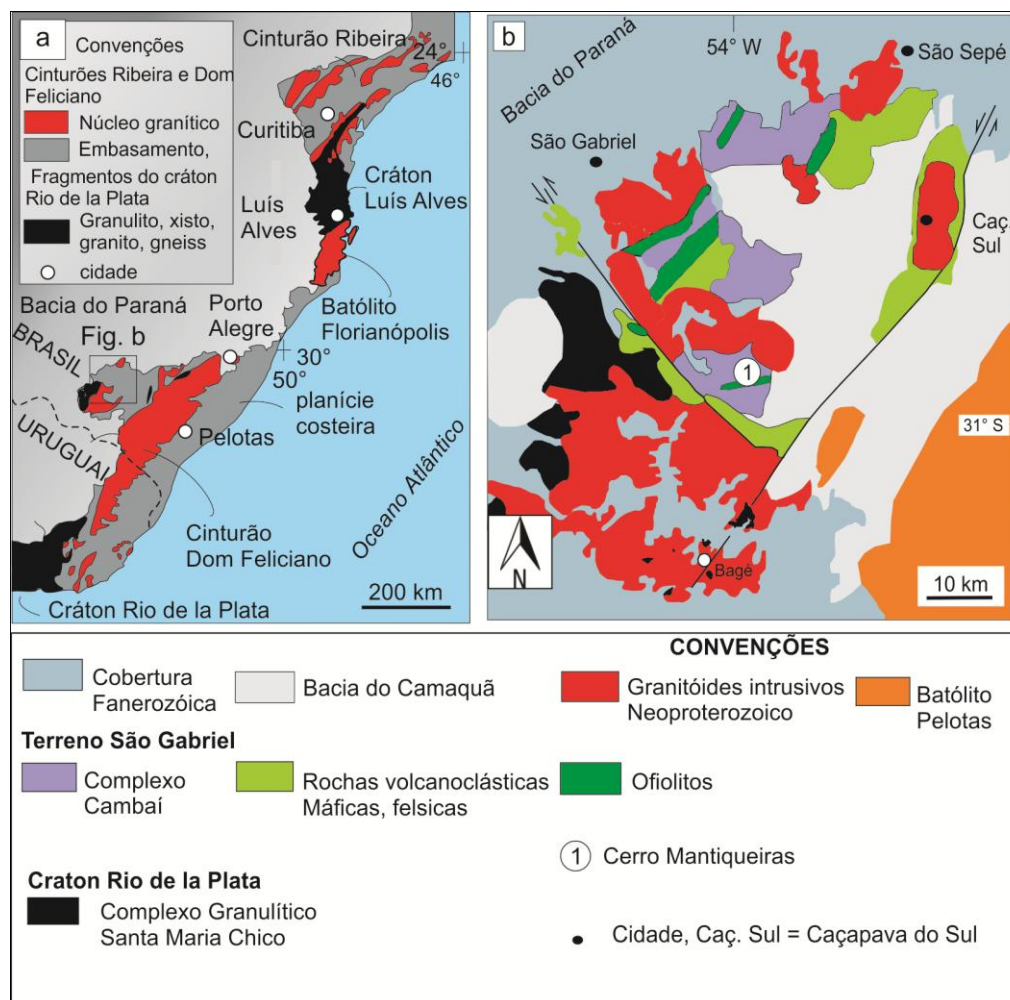 a
Convenções
Cinturões Ribeira e Dom
Feliciano
Núcleo granítico
Embasamento,
Fragmentos do cráton
Rio de la Plata
Granulito, xisto,
granito, gneiss
cidade
Cinturão Ribeira
24°
46°
Curitiba
Cráton
Luís Alves
Luís
Alves
Batólito
Florianópolis
Bacia do Paraná
Porto
Alegre
Fig. b
BRASIL
30°
50°
planície
costeira
URUGUAI
Pelotas
Oceano Atlântico
Cinturão
Dom Feliciano
200 km
Cráton Rio de la Plata
b
Bacia do Paraná
54° W
São Sepé
São Gabriel
Caç.
Sul
1
31° S
N
Bagé
10 km
CONVENÇÕES
Cobertura
Fanerozóica
Bacia do Camaquã
Granitóides intrusivos
Neoproterozoico
Batólito
Pelotas
Terreno São Gabriel
Complexo
Cambaí
Rochas volcanoclásticas
Máficas, felsicas
Ofiolitos
1 Cerro Mantiqueiras
Craton Rio de la Plata
Complexo Granulítico
Santa Maria Chico
Cidade, Caç. Sul = Caçapava do Sul